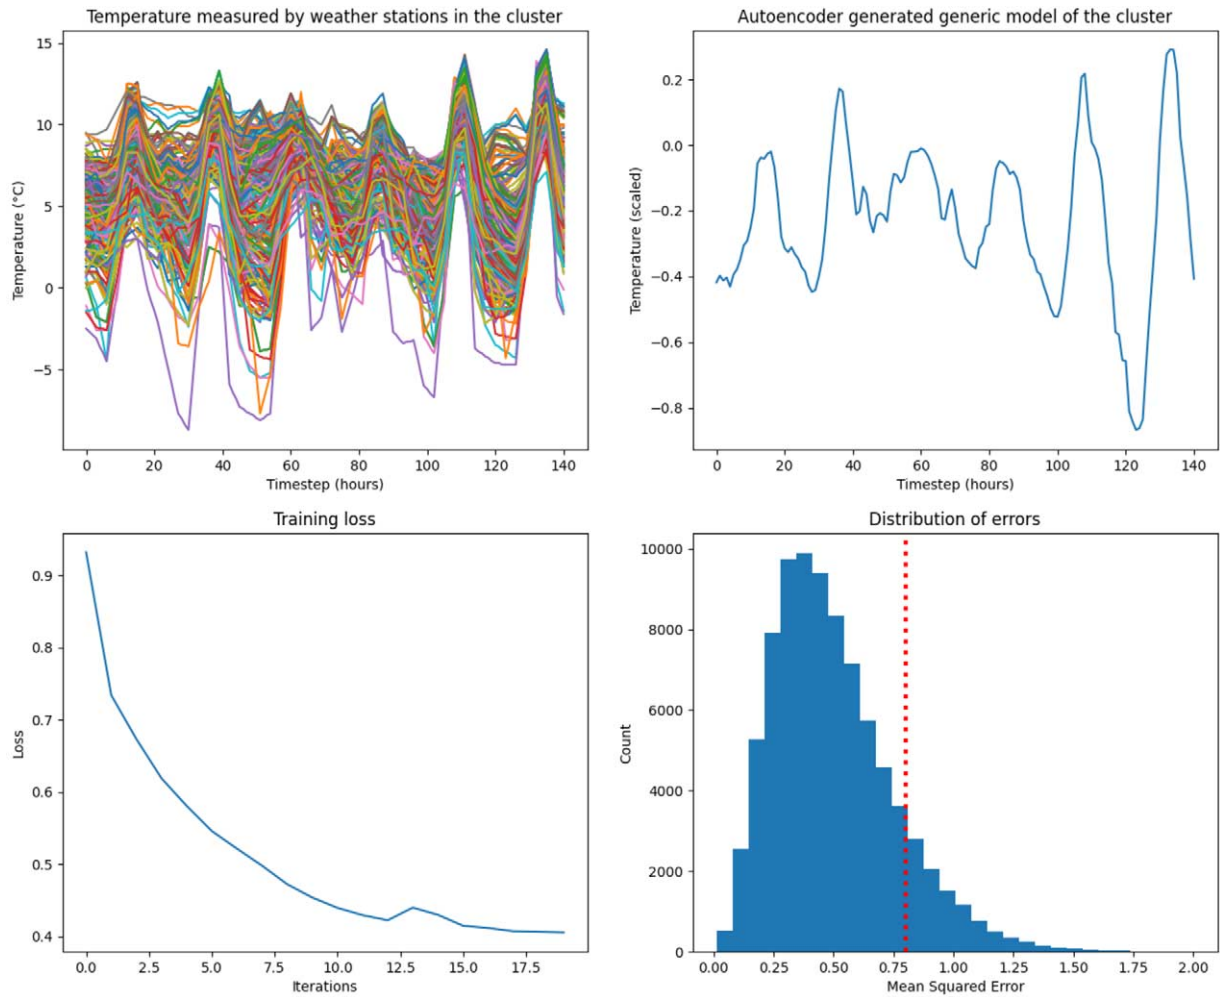 Temperature measured by weather stations in the cluster
15
10
5
0
−5
Temperature (°C)
0 20 40 60 80 100 120 140
Timestep (hours)
Autoencoder generated generic model of the cluster
0.2
0.0
−0.2
−0.4
−0.6
−0.8
Temperature (scaled)
0 20 40 60 80 100 120 140
Timestep (hours)
Training loss
0.9
0.8
0.7
0.6
0.5
0.4
Loss
0.0 2.5 5.0 7.5 10.0 12.5 15.0 17.5
Iterations
Distribution of errors
10000
8000
6000
4000
2000
0
Count
0.00 0.25 0.50 0.75 1.00 1.25 1.50 1.75 2.00
Mean Squared Error